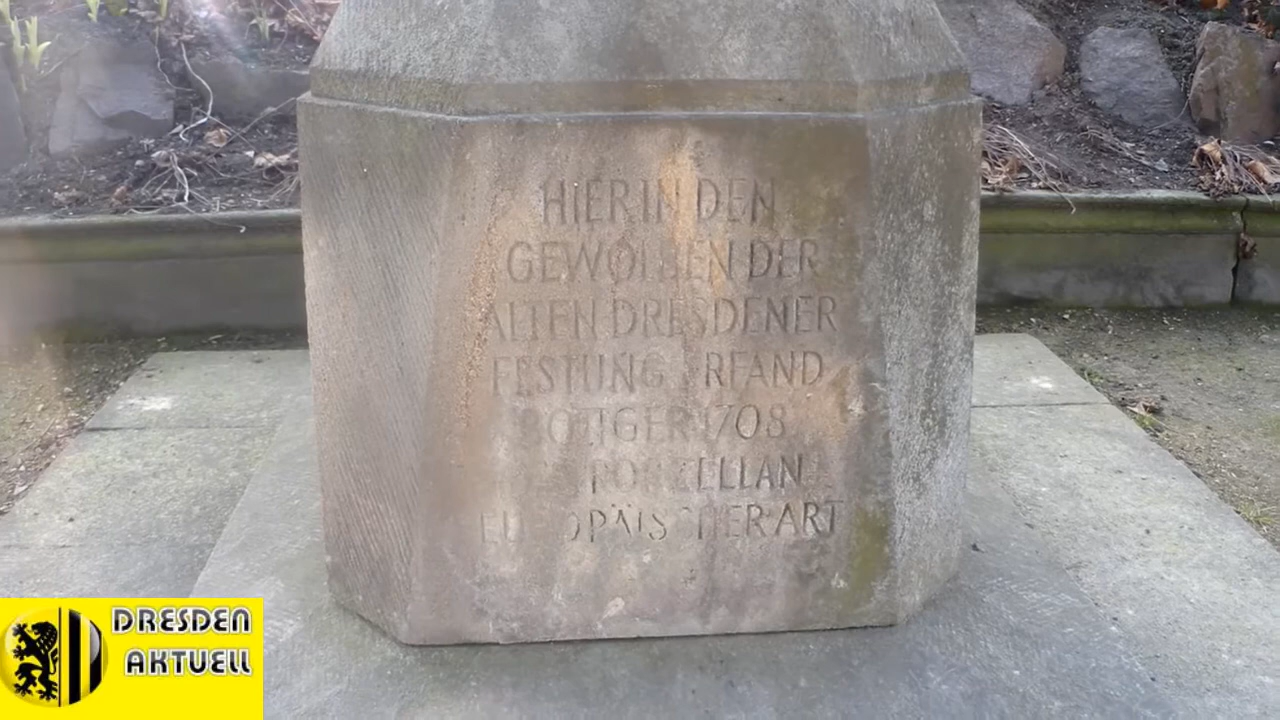 HIER IN DEN
GEWÖLBEN DER
ALTEN DRESDENER
FESTUNG ERFAND
BÖTTGER 1708
PORZELLAN
EUROPÄISCHER ART
DRESDEN
AKTUELL